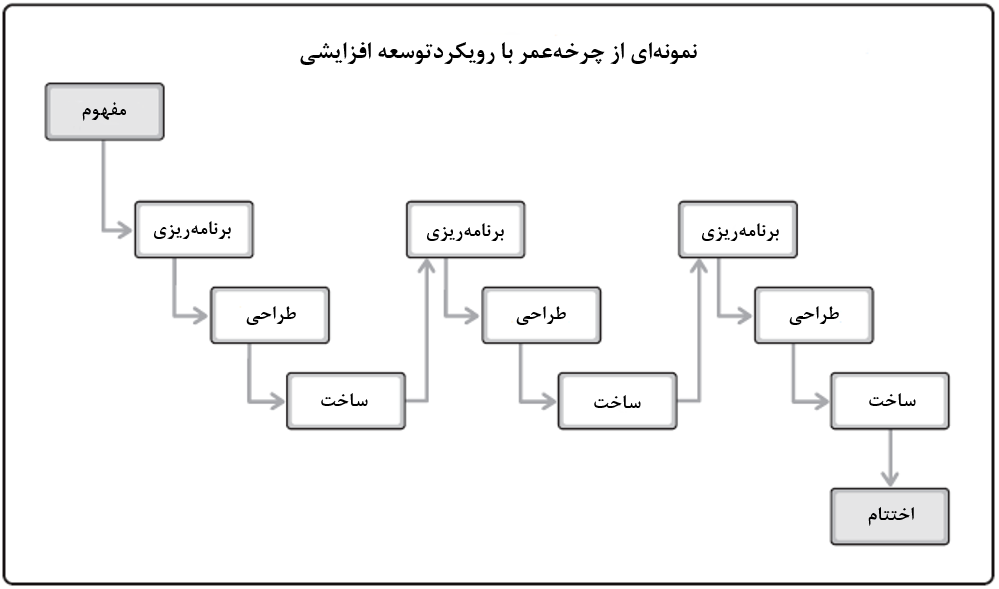 نمونه‌ای از چرخه‌عمر با رویکردتوسعه افزایشی
مفهوم
برنامه‌ریزی
طراحی
ساخت
برنامه‌ریزی
طراحی
ساخت
برنامه‌ریزی
طراحی
ساخت
اختتام